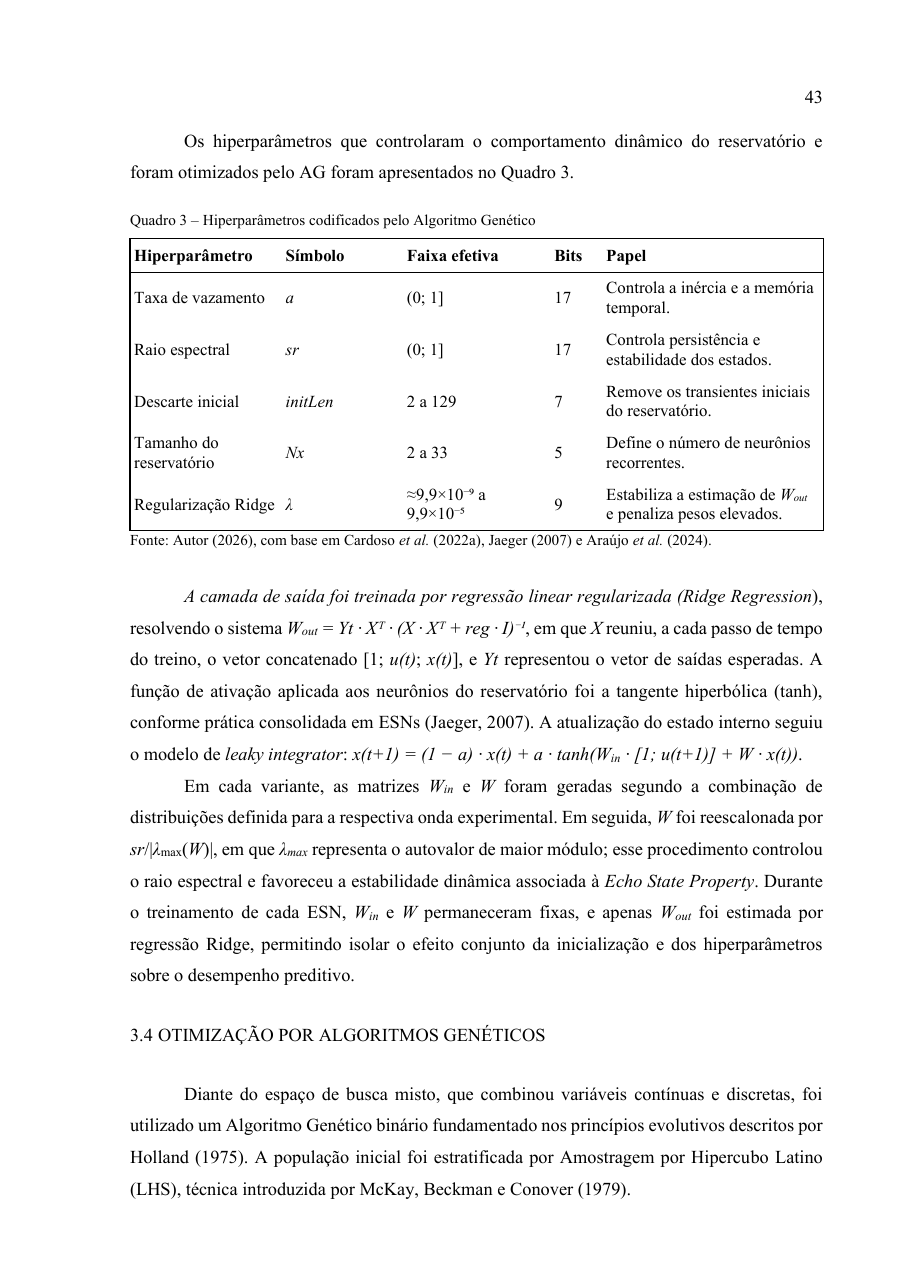 43
Os hiperparâmetros que controlaram o comportamento dinâmico do reservatório e
foram otimizados pelo AG foram apresentados no Quadro 3.
Quadro 3 – Hiperparâmetros codificados pelo Algoritmo Genético
Hiperparâmetro Símbolo Faixa efetiva Bits Papel
Taxa de vazamento a (0; 1] 17 Controla a inércia e a memória
temporal.
Raio espectral sr (0; 1] 17 Controla persistência e
estabilidade dos estados.
Descarte inicial initLen 2 a 129 7 Remove os transientes iniciais
do reservatório.
Tamanho do
reservatório Nx 2 a 33 5 Define o número de neurônios
recorrentes.
Regularização Ridge λ ≈9,9×10⁻⁹ a
9,9×10⁻⁵ 9 Estabiliza a estimação de Wout
e penaliza pesos elevados.
Fonte: Autor (2026), com base em Cardoso et al. (2022a), Jaeger (2007) e Araújo et al. (2024).
A camada de saída foi treinada por regressão linear regularizada (Ridge Regression),
resolvendo o sistema Wout = Yt · Xᵀ · (X · Xᵀ + reg · I)⁻¹, em que X reuniu, a cada passo de tempo
do treino, o vetor concatenado [1; u(t); x(t)], e Yt representou o vetor de saídas esperadas. A
função de ativação aplicada aos neurônios do reservatório foi a tangente hiperbólica (tanh),
conforme prática consolidada em ESNs (Jaeger, 2007). A atualização do estado interno seguiu
o modelo de leaky integrator: x(t+1) = (1 − a) · x(t) + a · tanh(Win · [1; u(t+1)] + W · x(t)).
Em cada variante, as matrizes Win e W foram geradas segundo a combinação de
distribuições definida para a respectiva onda experimental. Em seguida, W foi reescalonada por
sr/|λmax(W)|, em que λmax representa o autovalor de maior módulo; esse procedimento controlou
o raio espectral e favoreceu a estabilidade dinâmica associada à Echo State Property. Durante
o treinamento de cada ESN, Win e W permaneceram fixas, e apenas Wout foi estimada por
regressão Ridge, permitindo isolar o efeito conjunto da inicialização e dos hiperparâmetros
sobre o desempenho preditivo.
3.4 OTIMIZAÇÃO POR ALGORITMOS GENÉTICOS
Diante do espaço de busca misto, que combinou variáveis contínuas e discretas, foi
utilizado um Algoritmo Genético binário fundamentado nos princípios evolutivos descritos por
Holland (1975). A população inicial foi estratificada por Amostragem por Hipercubo Latino
(LHS), técnica introduzida por McKay, Beckman e Conover (1979).